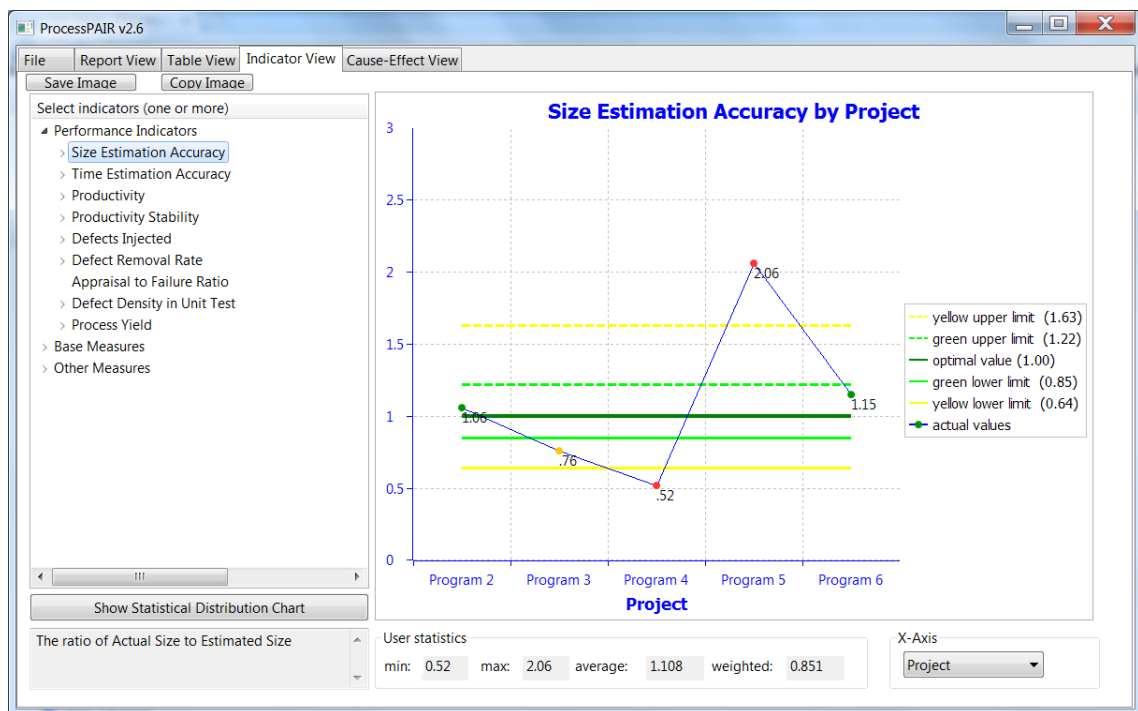 ProcessPAIR v2.6
File Report View Table View Indicator View Cause-Effect View
Save Image Copy Image
Select indicators (one or more)
Performance Indicators
Size Estimation Accuracy
Time Estimation Accuracy
Productivity
Productivity Stability
Defects Injected
Defect Removal Rate
Appraisal to Failure Ratio
Defect Density in Unit Test
Process Yield
Base Measures
Other Measures
Show Statistical Distribution Chart
The ratio of Actual Size to Estimated Size
Size Estimation Accuracy by Project
3
2.5
2
1.5
1
0.5
0
1.06
.76
.52
2.06
1.15
Program 2 Program 3 Program 4 Program 5 Program 6
Project
yellow upper limit (1.63)
green upper limit (1.22)
optimal value (1.00)
green lower limit (0.85)
yellow lower limit (0.64)
actual values
User statistics
min: 0.52 max: 2.06 average: 1.108 weighted: 0.851
X-Axis
Project